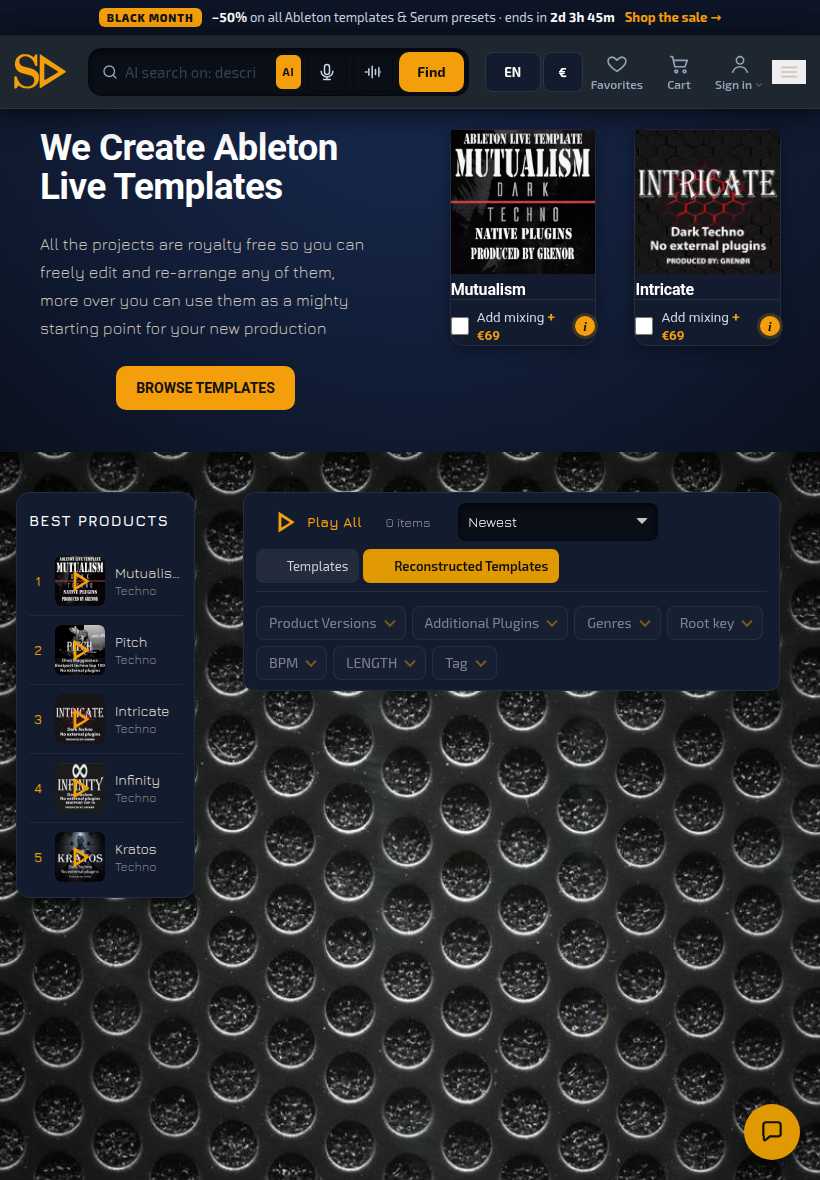 BLACK MONTH –50% on all Ableton templates & Serum presets · ends in 2d 3h 45m Shop the sale →
AI search on: descri AI Find EN € Favorites Cart Sign in
We Create Ableton
Live Templates
All the projects are royalty free so you can
freely edit and re-arrange any of them,
more over you can use them as a mighty
starting point for your new production
BROWSE TEMPLATES
ABLETON LIVE TEMPLATE
MUTUALISM
DARK
TECHNO
NATIVE PLUGINS
PRODUCED BY GRENOR
Mutualism
Add mixing +
€69
i
INTRICATE
Dark Techno
No external plugins
PRODUCED BY: GRENØR
Intricate
Add mixing +
€69
i
BEST PRODUCTS
1 Mutualis...
Techno
2 Pitch
Techno
3 Intricate
Techno
4 Infinity
Techno
5 Kratos
Techno
Play All 0 items Newest
Templates Reconstructed Templates
Product Versions Additional Plugins Genres Root key
BPM LENGTH Tag